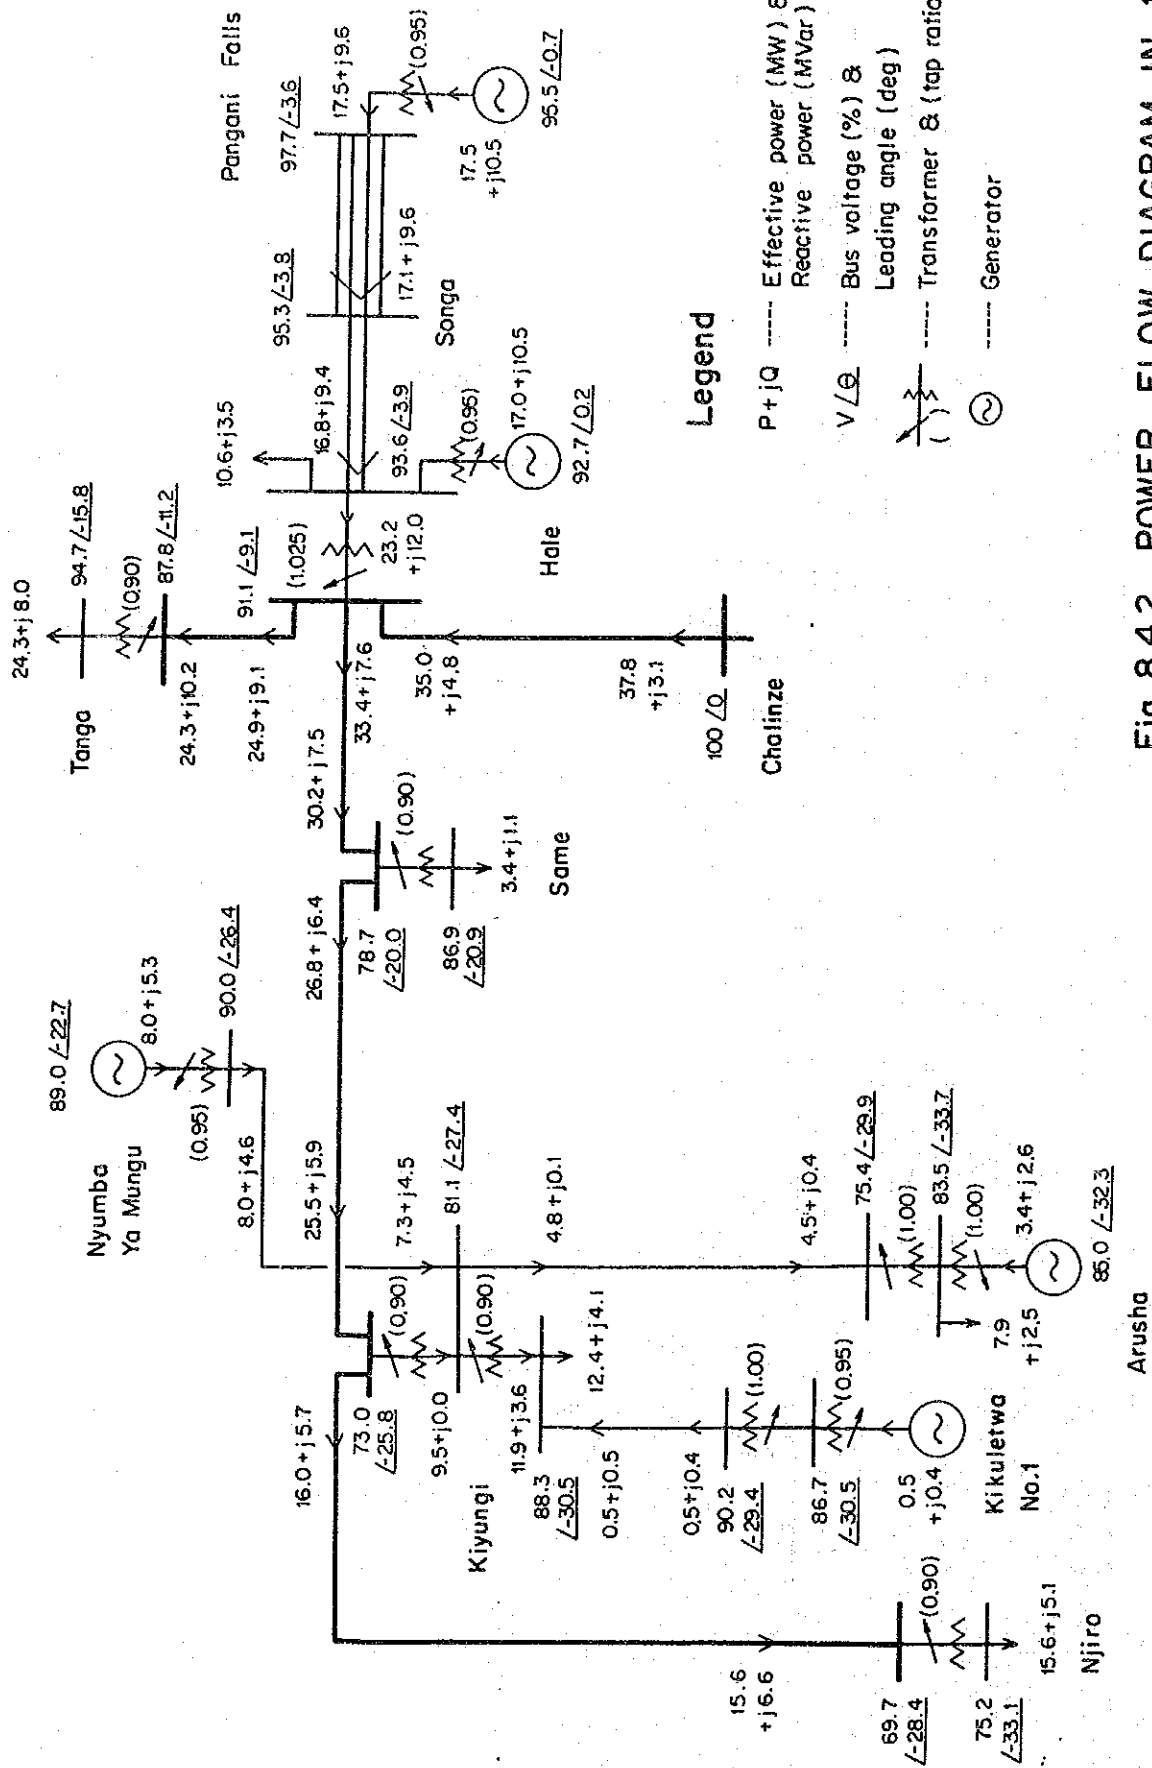 24.3+j8.0
Tanga
94.7/-15.8
(0.90)
87.8/-11.2
24.3+j10.2
24.9+j9.1
91.1/-9.1
(1.025)
23.2
+j12.0
10.6+j3.5
16.8+j9.4
93.6/-3.9
(0.95)
17.0+j10.5
92.7/0.2
Hale
95.3/-3.8
17.1+j9.6
Songa
Pangani Falls
97.7/-3.6
17.5+j9.6
(0.95)
17.5
+j10.5
95.5/-0.7
33.4+j7.6
35.0
+j4.8
37.8
+j3.1
100/0
Chalinze
30.2+j7.5
(0.90)
26.8+j6.4
78.7
/-20.0
86.9
/-20.9
3.4+j1.1
Same
89.0/-22.7
Nyumba
Ya Mungu
8.0+j5.3
(0.95)
90.0/-26.4
8.0+j4.6
25.5+j5.9
7.3+j4.5
81.1/-27.4
(0.90)
(0.90)
16.0+j5.7
73.0
/-25.8
9.5+j0.0
Kiyungi
11.9+j3.6
12.4+j4.1
88.3
/-30.5
0.5+j0.5
0.5+j0.4
90.2
/-29.4
(1.00)
86.7
/-30.5
(0.95)
0.5
+j0.4
Kikuletwa
No.1
4.8+j0.1
4.5+j0.4
75.4/-29.9
(1.00)
83.5/-33.7
(1.00)
7.9
+j2.5
3.4+j2.6
85.0/-32.3
Arusha
15.6
+j6.6
69.7
/-28.4
(0.90)
75.2
/-33.1
15.6+j5.1
Njiro
Legend
P+jQ ----- Effective power (MW) &
Reactive power (MVar)
V/θ ----- Bus voltage (%) &
Leading angle (deg)
( ) ----- Transformer & (tap ratio
~ ----- Generator
Fig. 8.4.2 POWER FLOW DIAGRAM IN